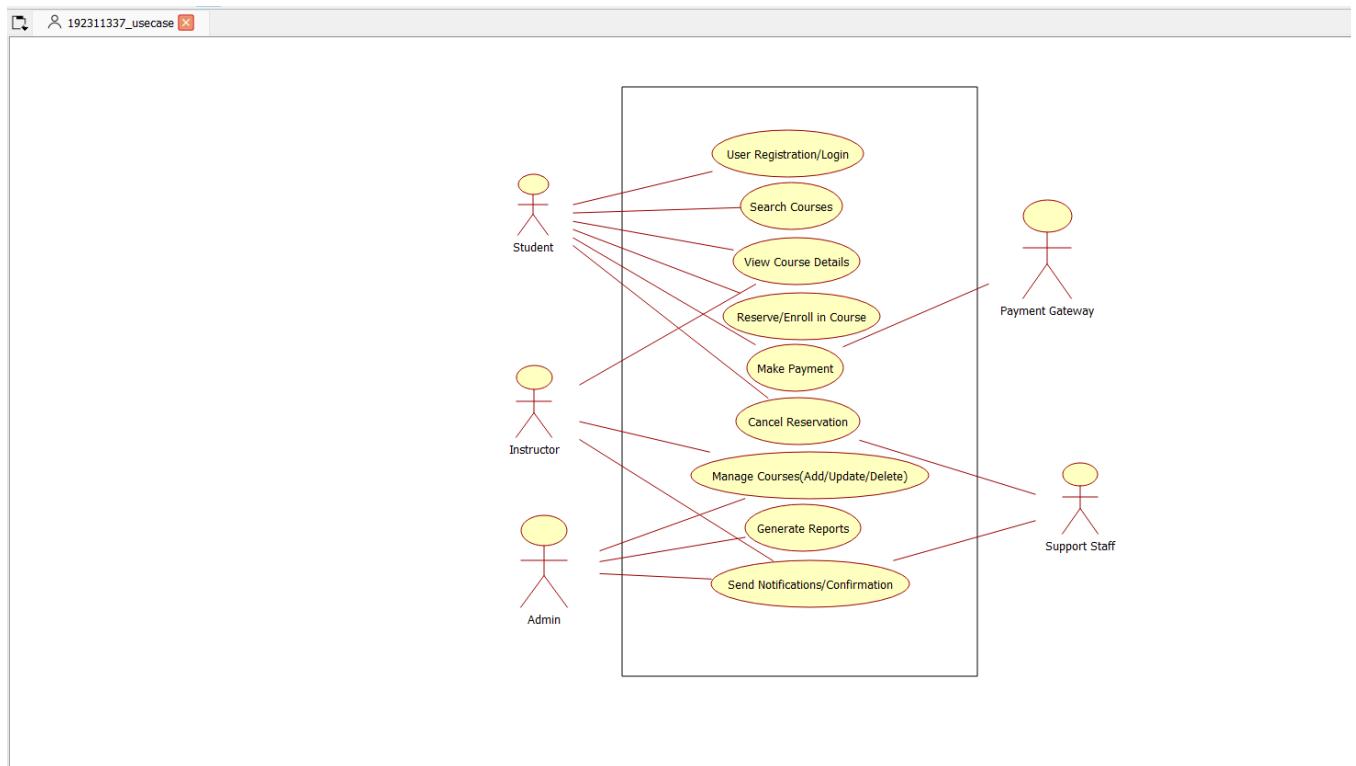 192311337_usecase
User Registration/Login
Search Courses
Student
View Course Details
Payment Gateway
Reserve/Enroll in Course
Make Payment
Cancel Reservation
Instructor
Manage Courses(Add/Update/Delete)
Generate Reports
Support Staff
Send Notifications/Confirmation
Admin